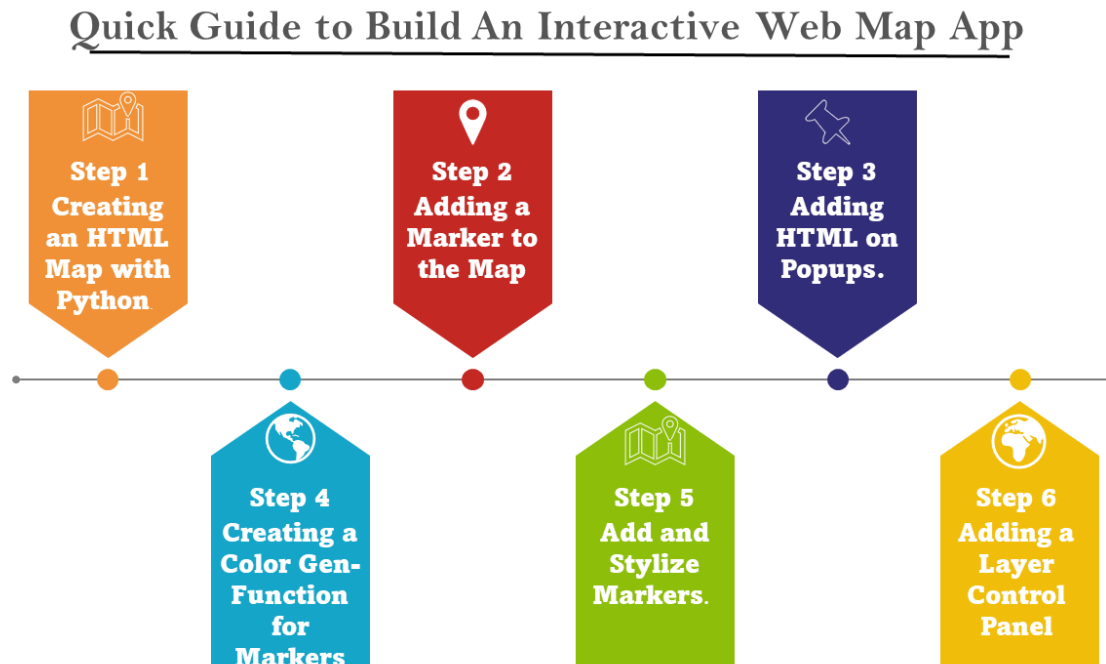 Quick Guide to Build An Interactive Web Map App
Step 1
Creating
an HTML
Map with
Python.
Step 2
Adding a
Marker to
the Map
Step 3
Adding
HTML on
Popups.
Step 4
Creating a
Color Gen-
Function
for
Markers
Step 5
Add and
Stylize
Markers.
Step 6
Adding a
Layer
Control
Panel